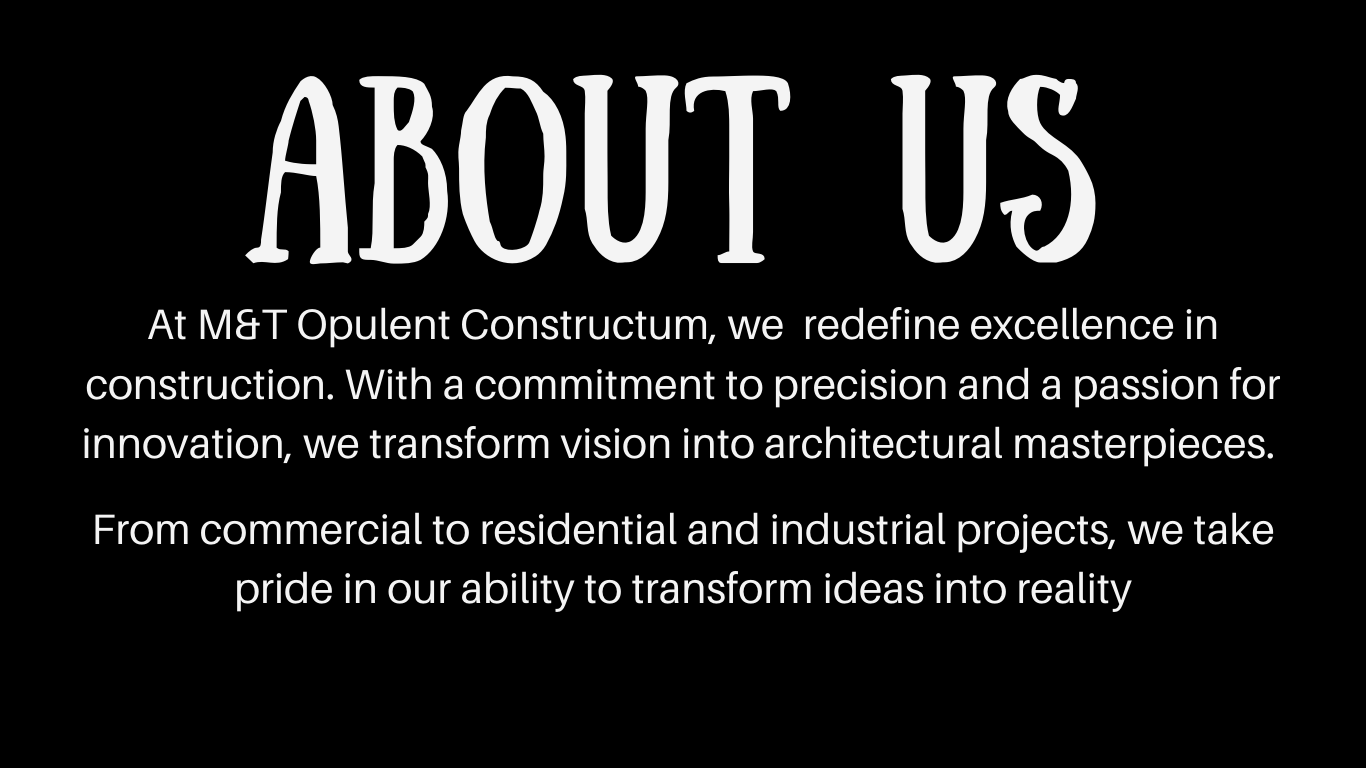 ABOUT US
At M&T Opulent Constructum, we  redefine excellence in
construction. With a commitment to precision and a passion for
innovation, we transform vision into architectural masterpieces.
From commercial to residential and industrial projects, we take
pride in our ability to transform ideas into reality